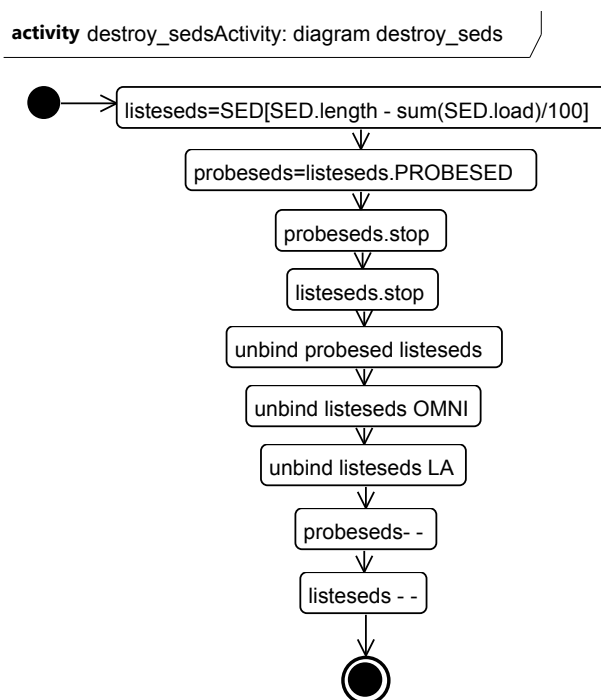 activity destroy_sedsActivity: diagram destroy_seds
listeseds=SED[SED.length - sum(SED.load)/100]
probeseds=listeseds.PROBESED
probeseds.stop
listeseds.stop
unbind probesed listeseds
unbind listeseds OMNI
unbind listeseds LA
probeseds- -
listeseds - -